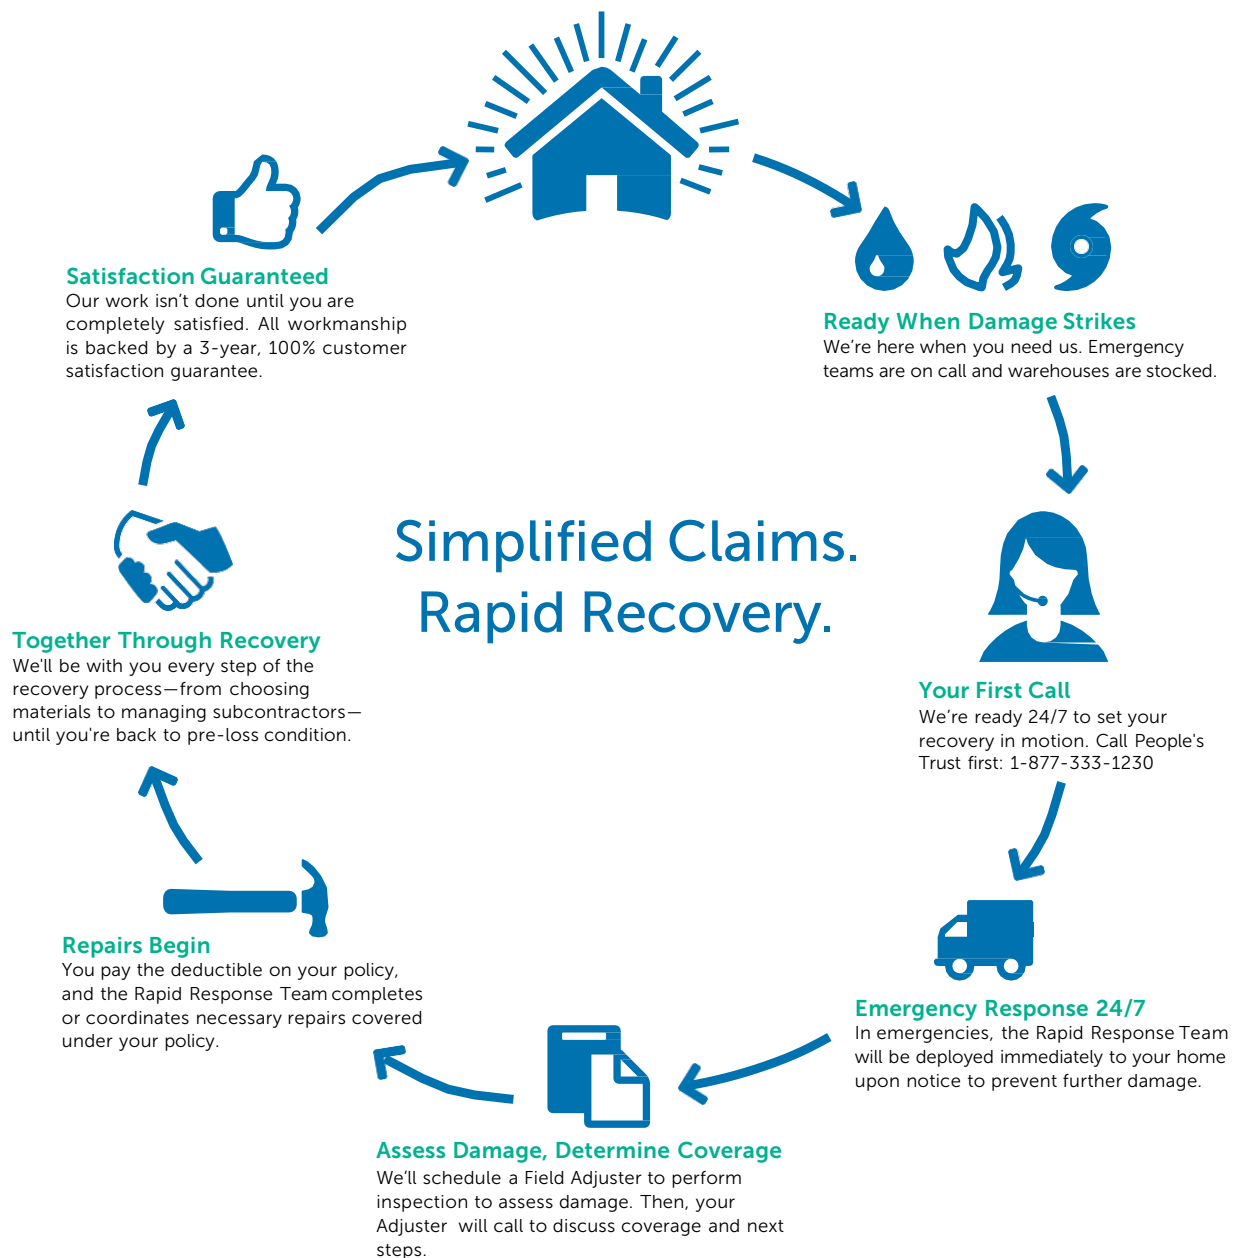 Simplified Claims.
Rapid Recovery.
Ready When Damage Strikes
We’re here when you need us. Emergency
teams are on call and warehouses are stocked.
Your First Call
We’re ready 24/7 to set your
recovery in motion. Call People's
Trust first: 1-877-333-1230
Emergency Response 24/7
In emergencies, the Rapid Response Team
will be deployed immediately to your home
upon notice to prevent further damage.
Assess Damage, Determine Coverage
We’ll schedule a Field Adjuster to perform
inspection to assess damage. Then, your
Adjuster will call to discuss coverage and next
steps.
Repairs Begin
You pay the deductible on your policy,
and the Rapid Response Team completes
or coordinates necessary repairs covered
under your policy.
Together Through Recovery
We'll be with you every step of the
recovery process—from choosing
materials to managing subcontractors—
until you're back to pre-loss condition.
Satisfaction Guaranteed
Our work isn’t done until you are
completely satisfied. All workmanship
is backed by a 3-year, 100% customer
satisfaction guarantee.